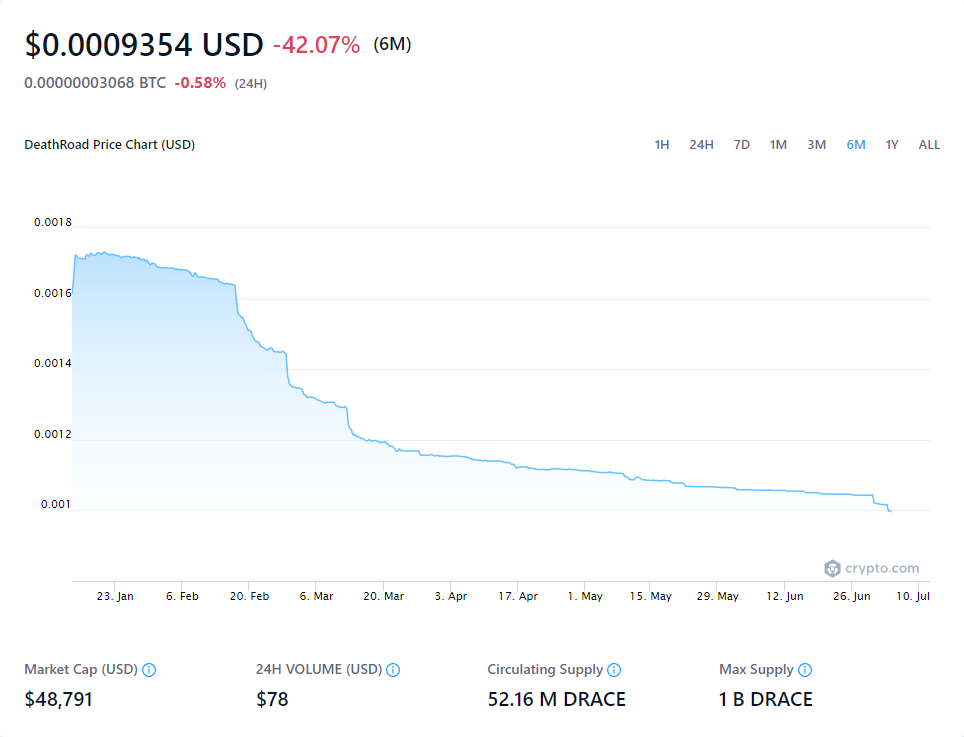 $0.0009354 USD -42.07% (6M)
0.00000003068 BTC -0.58% (24H)
DeathRoad Price Chart (USD) 1H 24H 7D 1M 3M 6M 1Y ALL
0.0018
0.0016
0.0014
0.0012
0.001
crypto.com
23. Jan 6. Feb 20. Feb 6. Mar 20. Mar 3. Apr 17. Apr 1. May 15. May 29. May 12. Jun 26. Jun 10. Jul
Market Cap (USD) 24H VOLUME (USD) Circulating Supply Max Supply
$48,791 $78 52.16 M DRACE 1 B DRACE